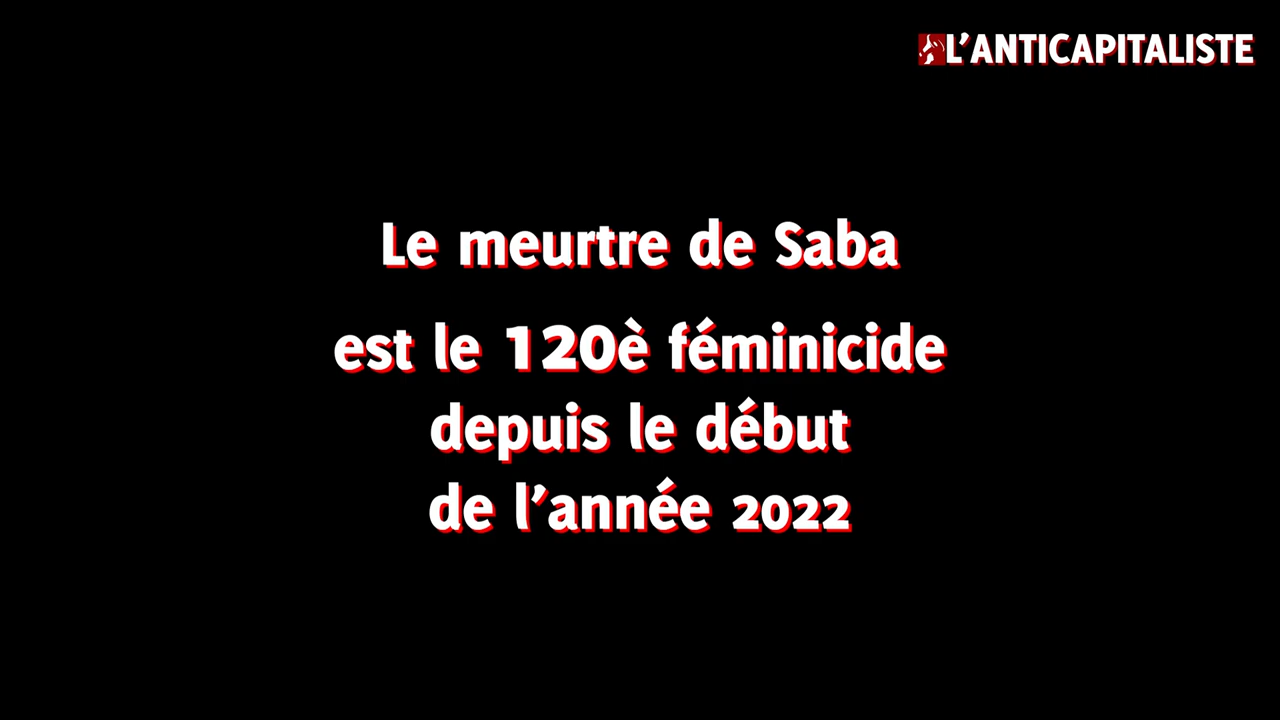 L'ANTICAPITALISTE
Le meurtre de Saba
est le 120è féminicide
depuis le début
de l'année 2022